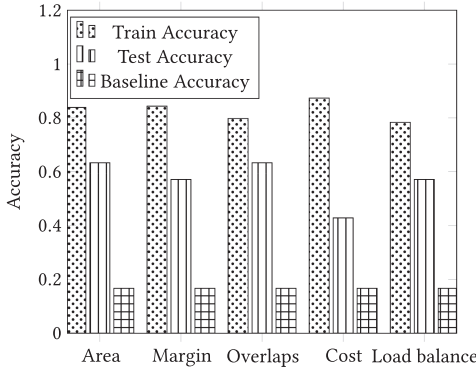 1.2
1
0.8
0.6
0.4
0.2
0
Accuracy
Train Accuracy
Test Accuracy
Baseline Accuracy
Area Margin Overlaps Cost Load balance